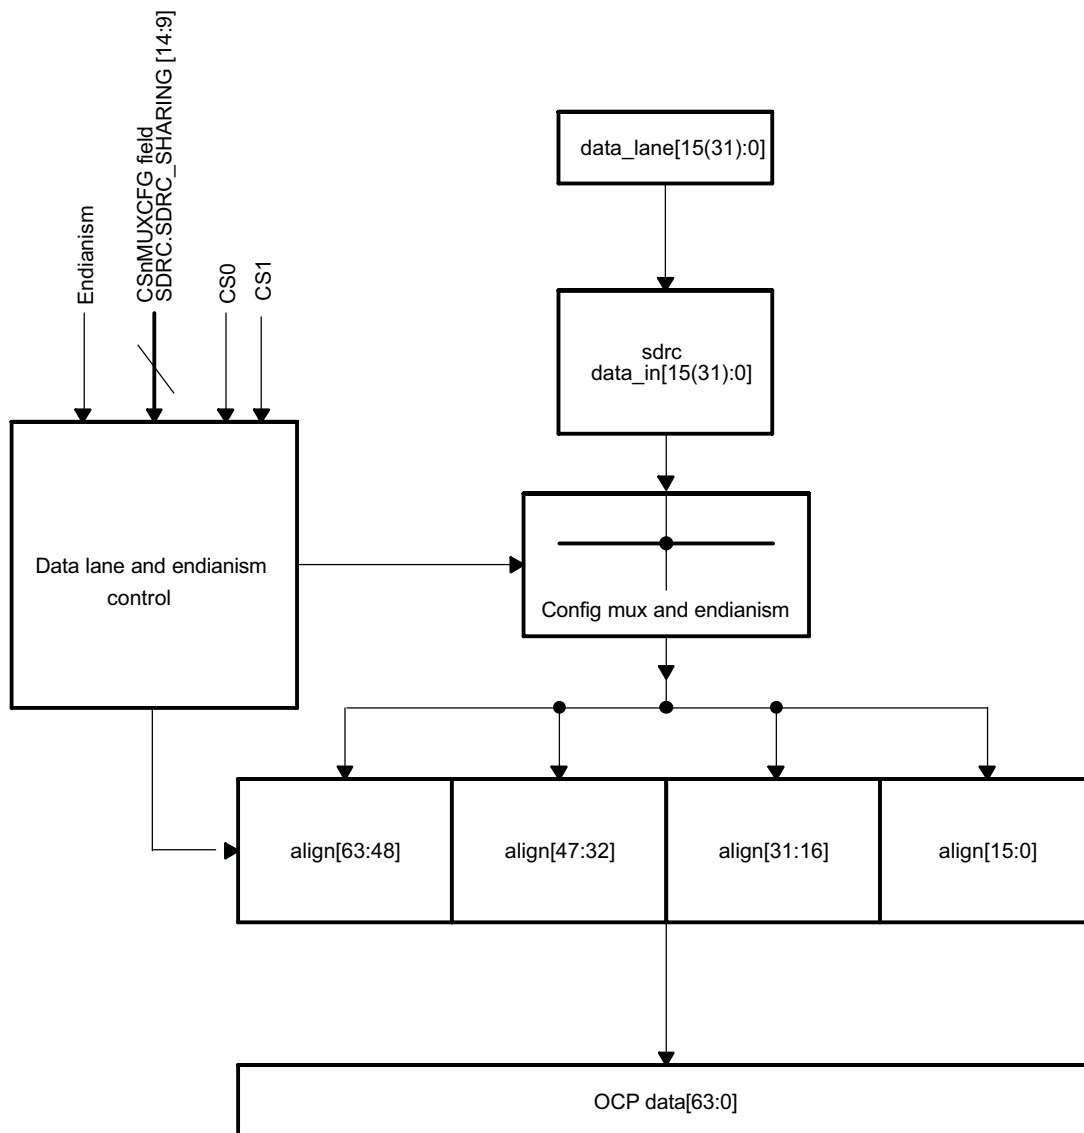 Endianism
CSnMUXCFG field
SDRC.SDRC_SHARING [14:9]
CS0
CS1
data_lane[15(31):0]
sdrc
data_in[15(31):0]
Data lane and endianism
control
Config mux and endianism
align[63:48]
align[47:32]
align[31:16]
align[15:0]
OCP data[63:0]